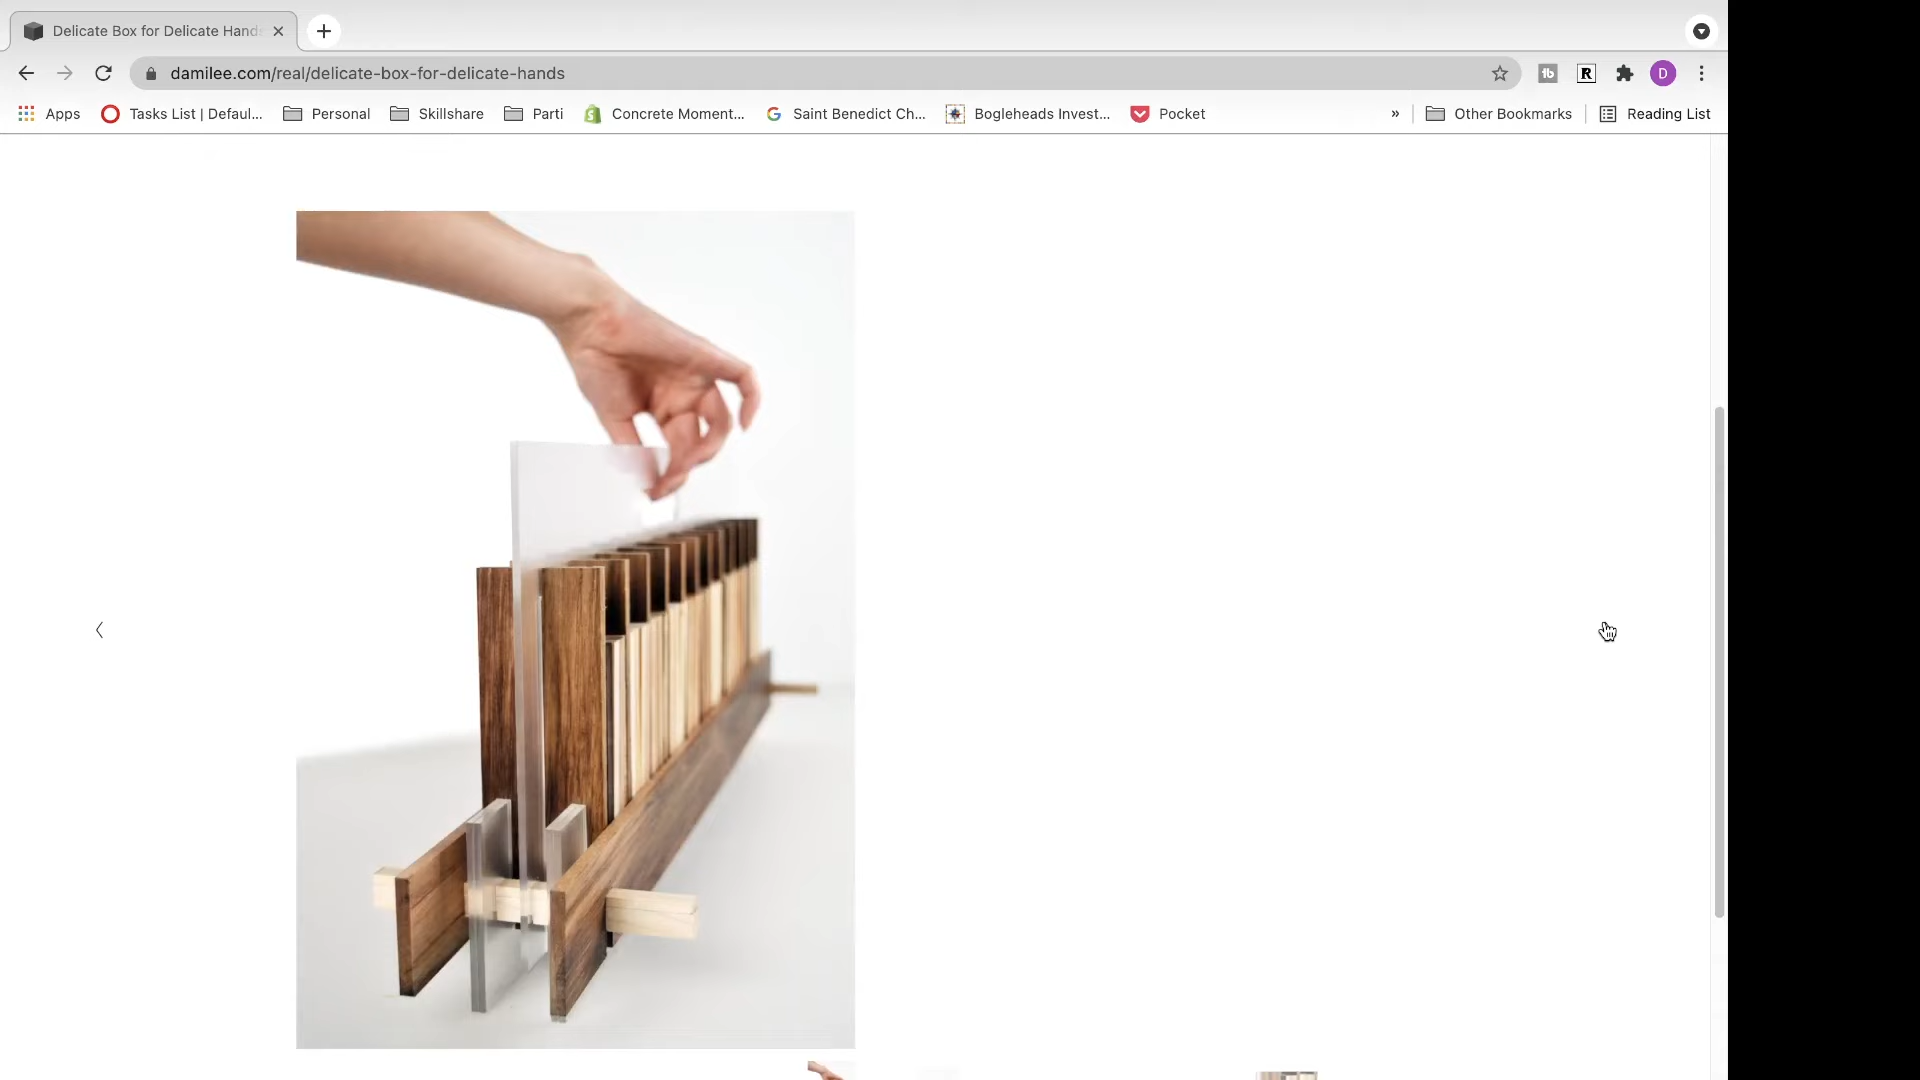 Delicate Box for Delicate Hand
damilee.com/real/delicate-box-for-delicate-hands
tb
R
D
Apps
Tasks List | Defaul...
Personal
Skillshare
Parti
Concrete Moment...
Saint Benedict Ch...
Bogleheads Invest...
Pocket
»
Other Bookmarks
Reading List